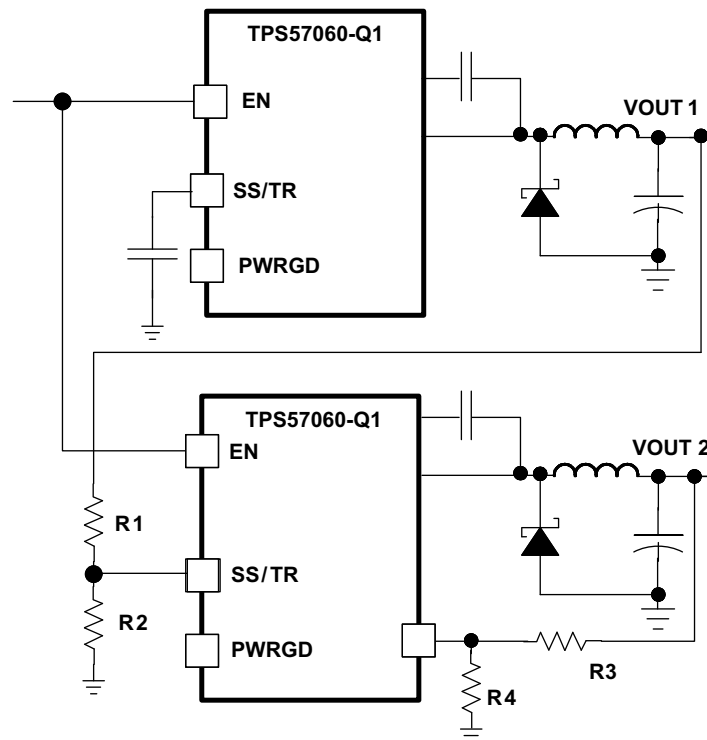 TPS57060-Q1
EN
VOUT 1
SS/TR
PWRGD
TPS57060-Q1
VOUT 2
EN
R1
SS/TR
R2
PWRGD
R3
R4